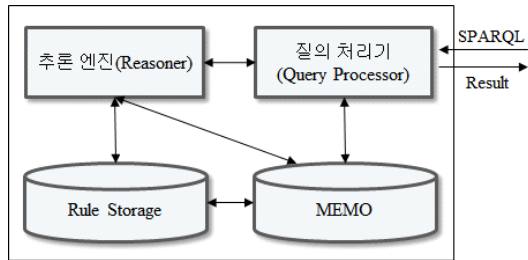 추론 엔진(Reasoner)
질의 처리기
(Query Processor)
SPARQL
Result
Rule Storage
MEMO